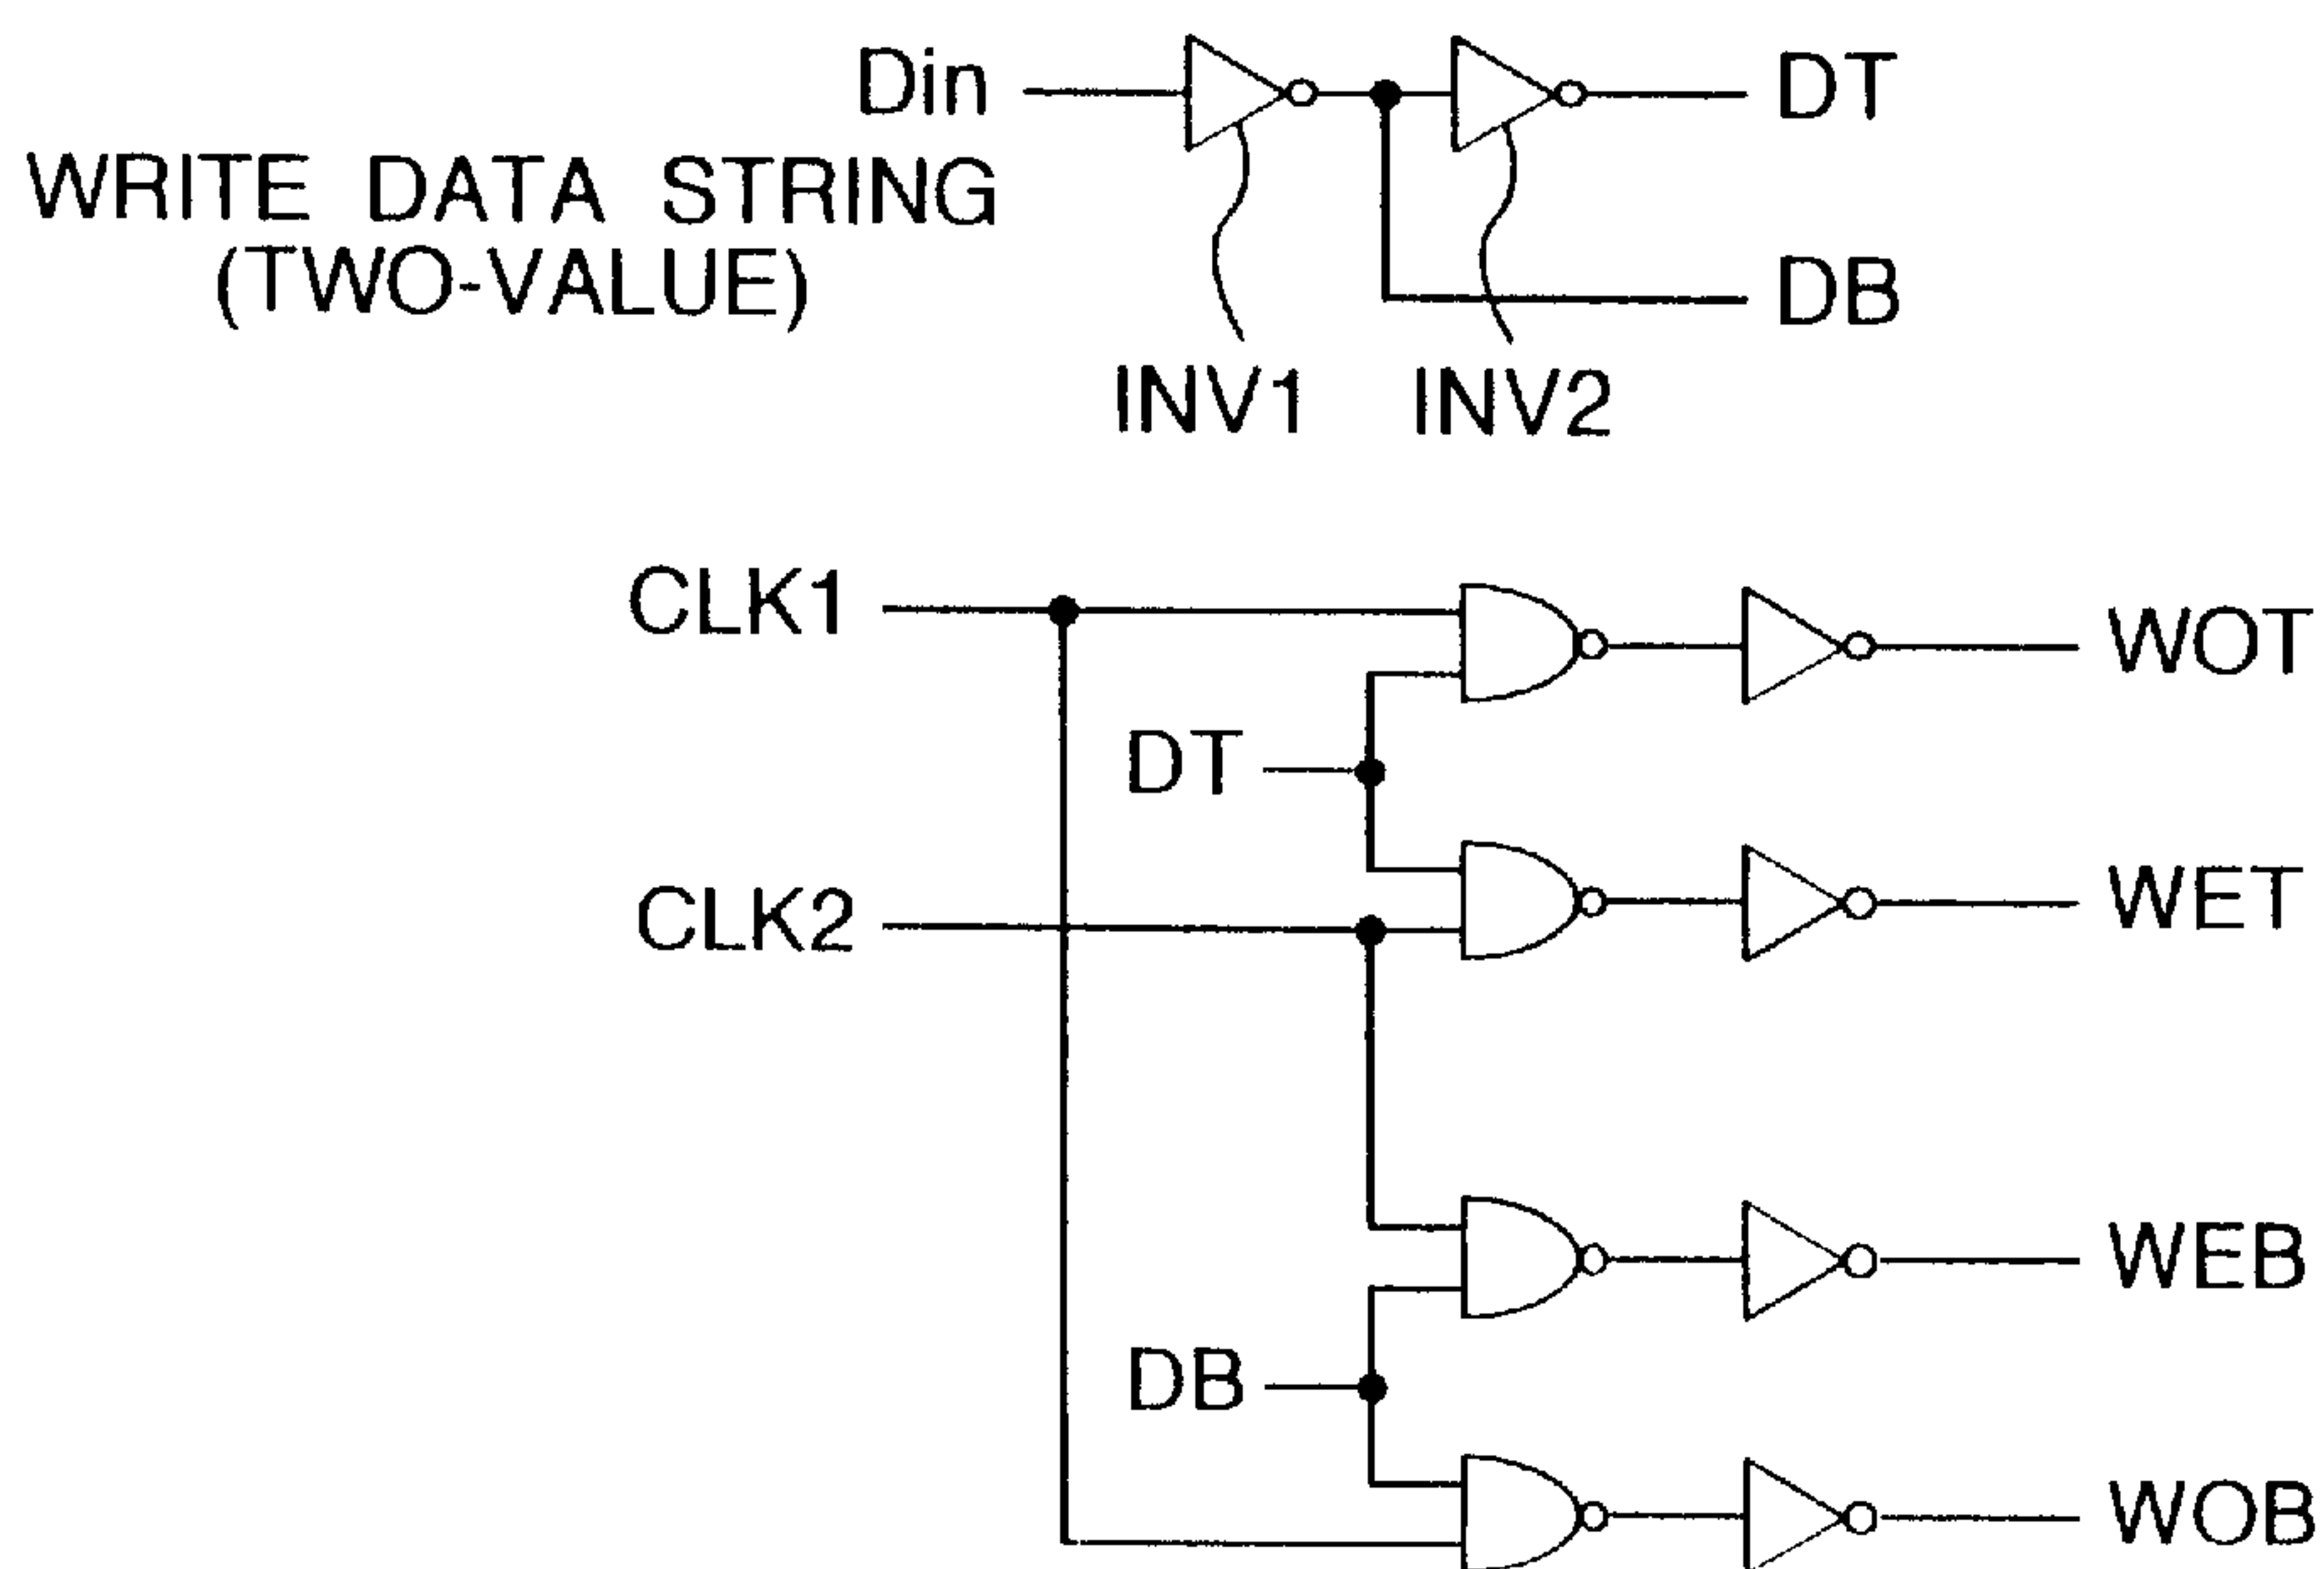 Din
DT
WRITE DATA STRING
(TWO-VALUE)
DB
INV1
INV2
CLK1
WOT
DT
CLK2
WET
WEB
DB
WOB